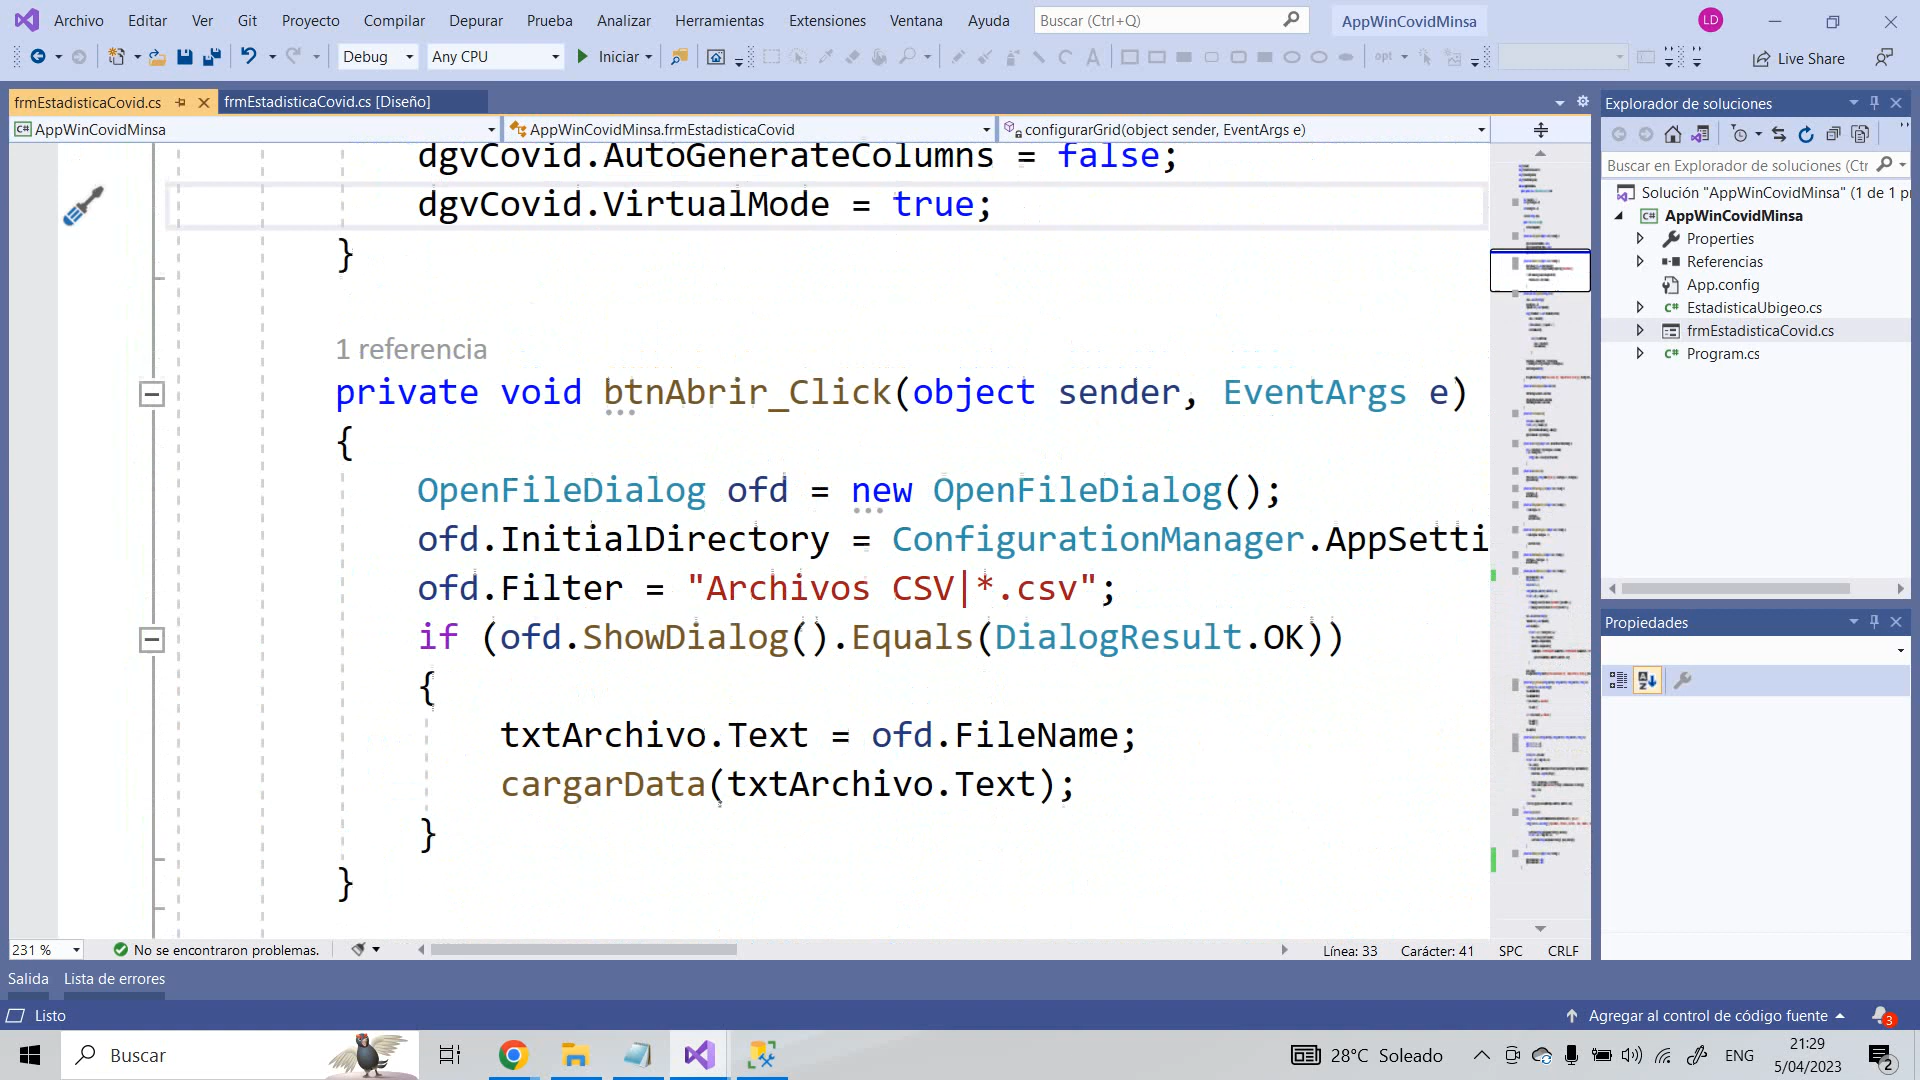 Archivo Editar Ver Git Proyecto Compilar Depurar Prueba Analizar Herramientas Extensiones Ventana Ayuda Buscar (Ctrl+Q) AppWinCovidMinsa LD
Debug Any CPU Iniciar opt Live Share
frmEstadisticaCovid.cs frmEstadisticaCovid.cs [Diseño]
AppWinCovidMinsa AppWinCovidMinsa.frmEstadisticaCovid configurarGrid(object sender, EventArgs e)
dgvCovid.AutoGenerateColumns = false;
dgvCovid.VirtualMode = true;
}
1 referencia
private void btnAbrir_Click(object sender, EventArgs e)
{
OpenFileDialog ofd = new OpenFileDialog();
ofd.InitialDirectory = ConfigurationManager.AppSetti
ofd.Filter = "Archivos CSV|*.csv";
if (ofd.ShowDialog().Equals(DialogResult.OK))
{
txtArchivo.Text = ofd.FileName;
cargarData(txtArchivo.Text);
}
}
231 % No se encontraron problemas. Línea: 33 Carácter: 41 SPC CRLF
Explorador de soluciones
Buscar en Explorador de soluciones (Ctr
Solución "AppWinCovidMinsa" (1 de 1 pr
AppWinCovidMinsa
Properties
Referencias
App.config
EstadisticaUbigeo.cs
frmEstadisticaCovid.cs
Program.cs
Propiedades
Salida Lista de errores
Listo Agregar al control de código fuente 3
Buscar 28°C Soleado ENG 21:29
5/04/2023 2